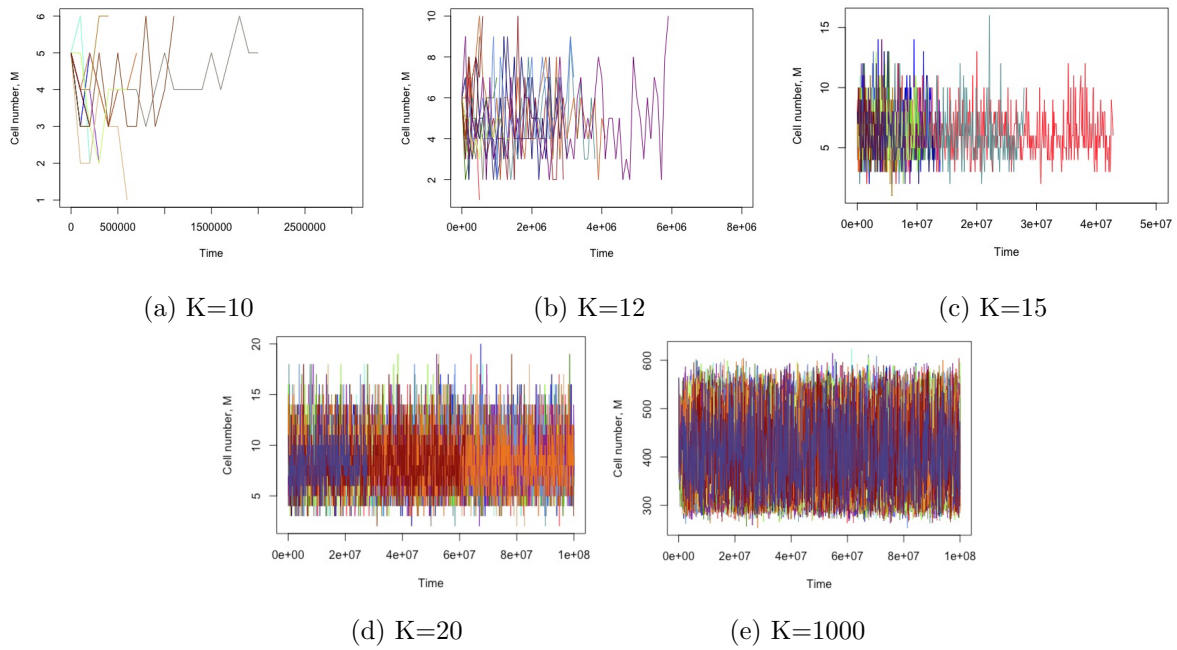 Cell number, M
6
5
4
3
2
1
0
500000
1500000
2500000
Time
(a) K=10
Cell number, M
10
8
6
4
2
0e+00
2e+06
4e+06
6e+06
8e+06
Time
(b) K=12
Cell number, M
15
10
5
0e+00
1e+07
2e+07
3e+07
4e+07
5e+07
Time
(c) K=15
Cell number, M
20
15
10
5
0e+00
2e+07
4e+07
6e+07
8e+07
1e+08
Time
(d) K=20
Cell number, M
600
500
400
300
0e+00
2e+07
4e+07
6e+07
8e+07
1e+08
Time
(e) K=1000